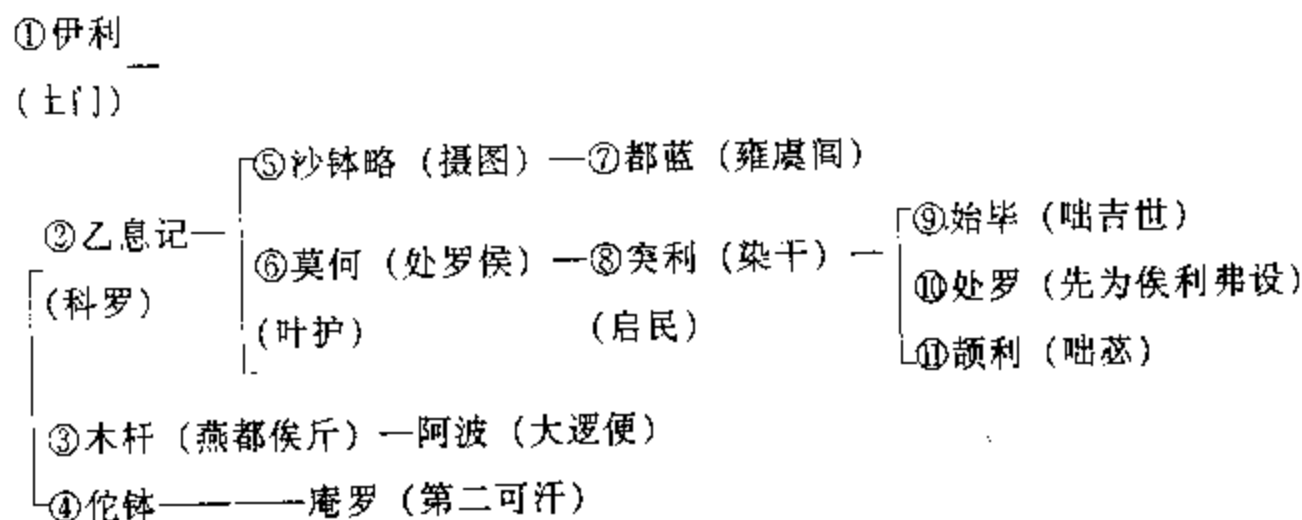 ①伊利
(土门)
⑤沙钵略（摄图）—⑦都蓝（雍虞闾）
②乙息记—
(科罗)
⑥莫何（处罗侯）—⑧突利（染干）—
(叶护)
(启民)
⑨始毕（咄吉世）
⑩处罗（先为俟利弗设）
⑪颉利（咄苾）
③木杆（燕都俟斤）—阿波（大逻便）
④佗钵———庵罗（第二可汗）